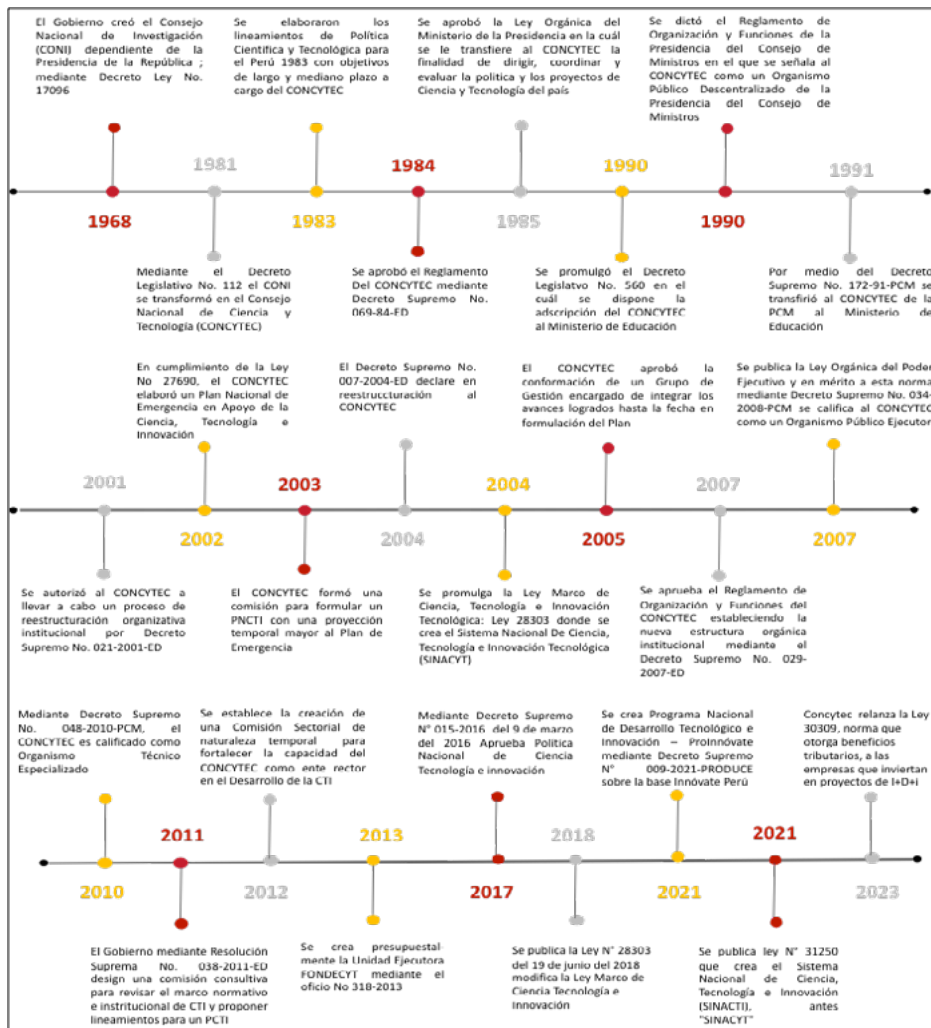 El Gobierno creó el Consejo
Nacional de Investigación
(CONI) dependiente de la
Presidencia de la República ;
mediante Decreto Ley No.
17096
Se elaboraron los
lineamientos de Política
Científica y Tecnológica para
el Perú 1983 con objetivos
de largo y mediano plazo a
cargo del CONCYTEC
Se aprobó la Ley Orgánica del
Ministerio de la Presidencia en la cuál
se le transfiere al CONCYTEC la
finalidad de dirigir, coordinar y
evaluar la politica y los proyectos de
Ciencia y Tecnología del país
Se dictó el Reglamento de
Organización y Funciones de la
Presidencia del Consejo de
Ministros en el que se señala al
CONCYTEC como un Organismo
Público Descentralizado de la
Presidencia del Consejo de
Ministros
1968
1981
1983
1984
1985
1990
1990
1991
Mediante el Decreto
Legislativo No. 112 el CONI
se transformó en el Consejo
Nacional de Ciencia y
Tecnología (CONCYTEC)
Se aprobó el Reglamento
Del CONCYTEC mediante
Decreto Supremo No.
069-84-ED
Se promulgó el Decreto
Legislatvo No. 560 en el
cuál se dispone la
adscripción del CONCYTEC
al Ministerio de Educación
Por medio del Decreto
Supremo No. 172-91-PCM se
transfirió al CONCYTEC de la
PCM al Ministerio de
Educación
En cumplimiento de la Ley
No 27690, el CONCYTEC
elaboró un Plan Nacional de
Emergencia en Apoyo de la
Ciencia, Tecnología e
Innovación
El Decreto Supremo No.
007-2004-ED declare en
reestruccturación al
CONCYTEC
El CONCYTEC aprobó la
conformación de un Grupo de
Gestión encargado de integrar los
avances logrados hasta la fecha en
formulación del Plan
Se publica la Ley Orgánica del Poder
Ejecutivo y en mérito a esta norma
mediante Decreto Supremo No. 034-
2008-PCM se califica al CONCYTEC
como un Organismo Público Ejecutor
2001
2002
2003
2004
2004
2005
2007
2007
Se autorizó al CONCYTEC a
llevar a cabo un proceso de
reestructuración organizativa
institucional por Decreto
Supremo No. 021-2001-ED
El CONCYTEC formó una
comisión para formular un
PNCTI con una proyección
temporal mayor al Plan de
Emergencia
Se promulga la Ley Marco de
Ciencia, Tecnología e Innovación
Tecnológica: Ley 28303 donde se
crea el Sistema Nacional De Ciencia,
Tecnología e Innovación Tecnológica
(SINACYT)
Se aprueba el Reglamento de
Organización y Funciones del
CONCYTEC estableciendo la
nueva estructura orgánica
institucional mediante el
Decreto Supremo No. 029-
2007-ED
Mediante Decreto Supremo
No. 048-2010-PCM, el
CONCYTEC es calificado como
Organismo Técnico
Especializado
Se establece la creación de
una Comisión Sectorial de
naturaleza temporal para
fortalecer la capacidad del
CONCYTEC como ente rector
en el Desarrollo de la CTI
Mediante Decreto Supremo
N° 015-2016 del 9 de marzo
del 2016 Aprueba Politica
Nacional de Ciencia
Tecnología e innovación
Se crea Programa Nacional
de Desarrollo Tecnológico e
Innovación – ProInnóvate
mediante Decreto Supremo
N° 009-2021-PRODUCE
sobre la base Innóvate Perú
Concytec relanza la Ley
30309, norma que
otorga beneficios
tributarios, a las
empresas que inviertan
en proyectos de I+D+i
2010
2011
2012
2013
2017
2018
2021
2021
2023
El Gobierno mediante Resolución
Suprema No. 038-2011-ED
design una comisión consultiva
para revisar el marco normativo
e institucional de CTI y proponer
lineamientos para un PCTI
Se crea presupuestal-
mente la Unidad Ejecutora
FONDECYT mediante el
oficio No 318-2013
Se publica la Ley N° 28303
del 19 de junio del 2018
modifica la Ley Marco de
Ciencia Tecnología e
Innovación
Se publica ley N° 31250
que crea el Sistema
Nacional de Ciencia,
Tecnología e Innovación
(SINACTI), antes
"SINACYT"